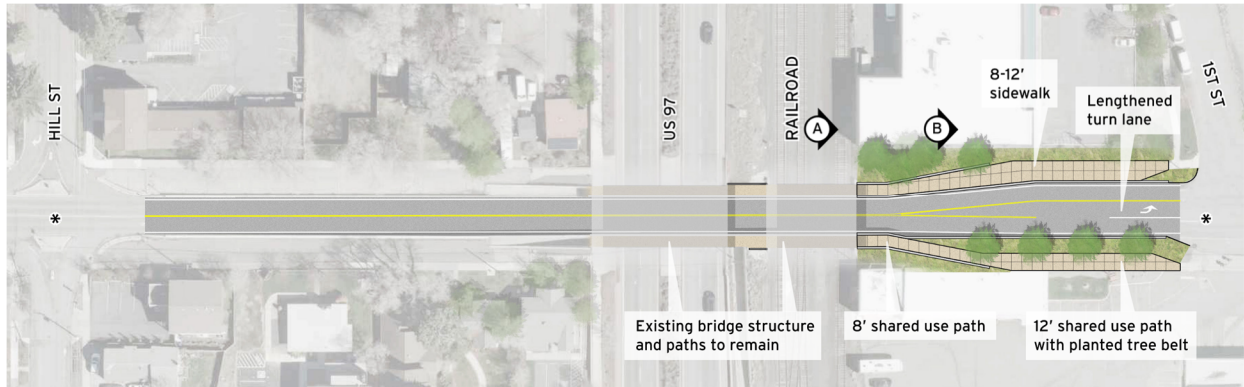 HILL ST
US 97
RAILROAD
A
B
8-12' 
sidewalk
Lengthened
turn lane
1ST ST
*
*
Existing bridge structure
and paths to remain
8' shared use path
12' shared use path
with planted tree belt